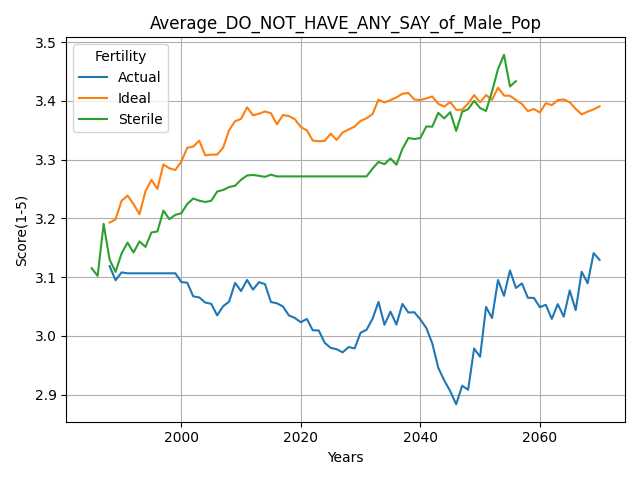 Average_DO_NOT_HAVE_ANY_SAY_of_Male_Pop
Fertility
Actual
Ideal
Sterile
Score(1-5)
3.5
3.4
3.3
3.2
3.1
3.0
2.9
2000
2020
2040
2060
Years